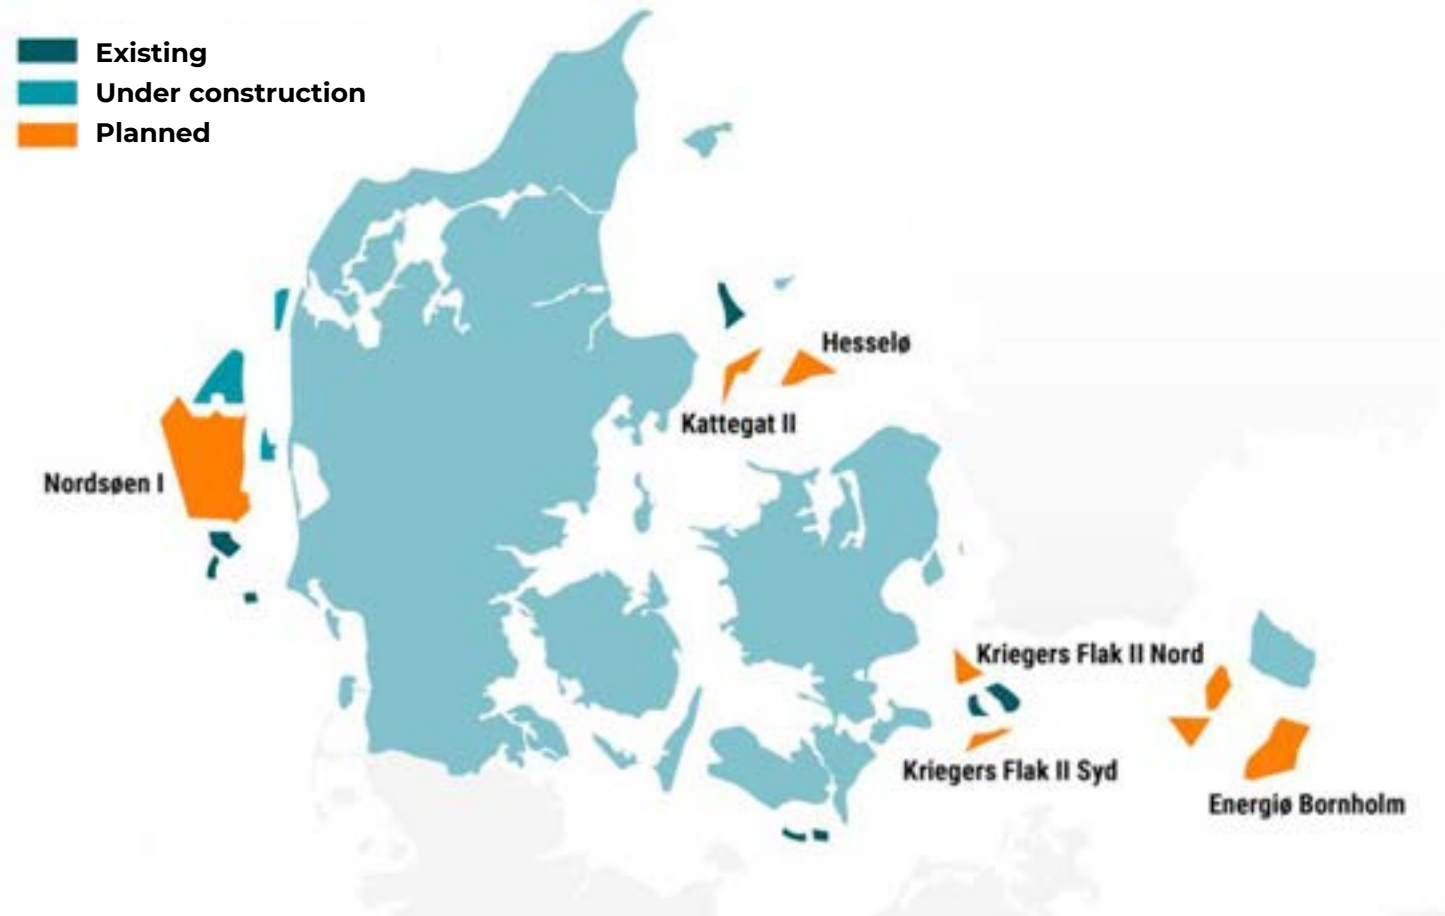 Existing
Under construction
Planned
Hesselø
Kattegat II
Nordsøen I
Kriegers Flak II Nord
Kriegers Flak II Syd
Energiø Bornholm